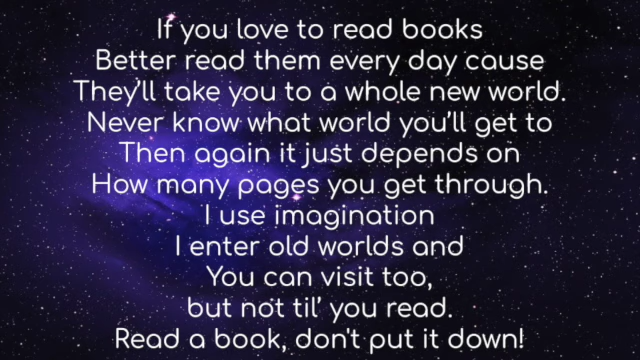 If you love to read books
Better read them every day cause
They'll take you to a whole new world.
Never know what world you'll get to
Then again it just depends on
How many pages you get through.
I use imagination
I enter old worlds and
You can visit too,
but not til' you read.
Read a book, don't put it down!